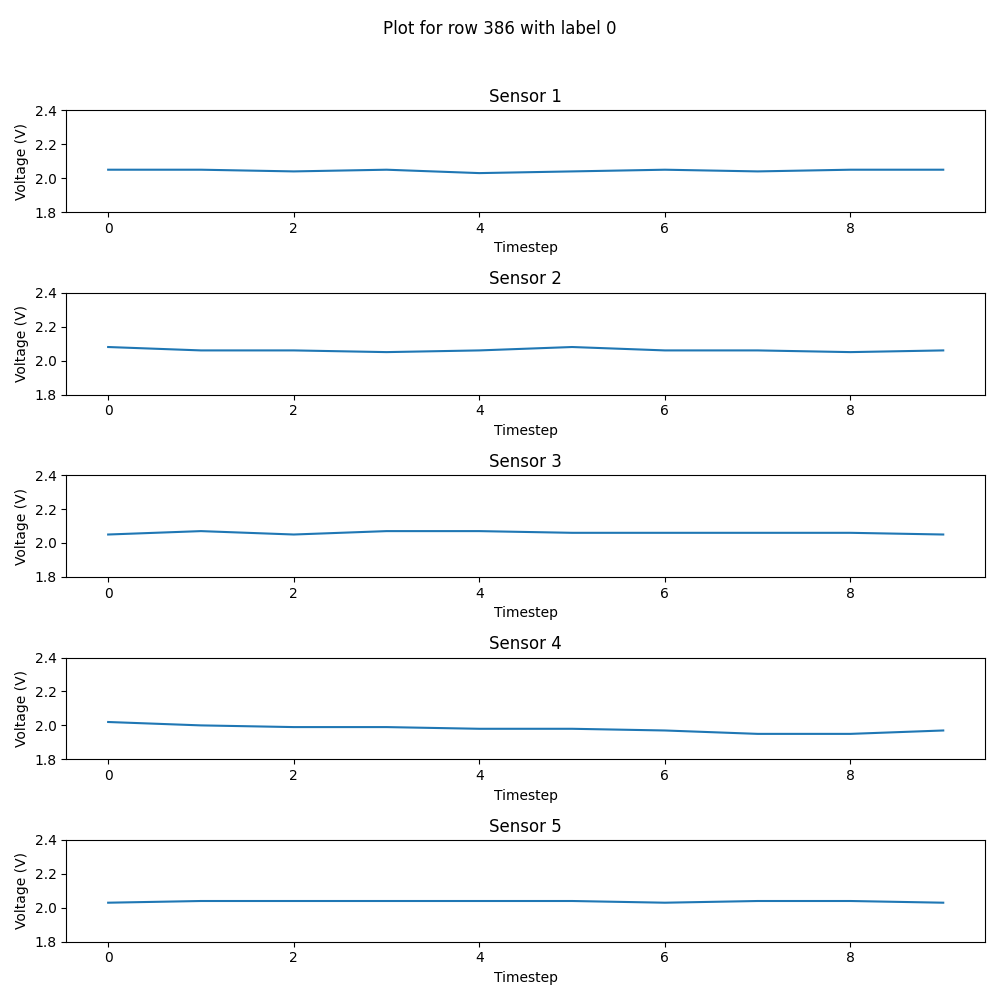 Plot for row 386 with label 0
Sensor 1
Voltage (V)
2.4
2.2
2.0
1.8
0 2 4 6 8
Timestep
Sensor 2
Voltage (V)
2.4
2.2
2.0
1.8
0 2 4 6 8
Timestep
Sensor 3
Voltage (V)
2.4
2.2
2.0
1.8
0 2 4 6 8
Timestep
Sensor 4
Voltage (V)
2.4
2.2
2.0
1.8
0 2 4 6 8
Timestep
Sensor 5
Voltage (V)
2.4
2.2
2.0
1.8
0 2 4 6 8
Timestep